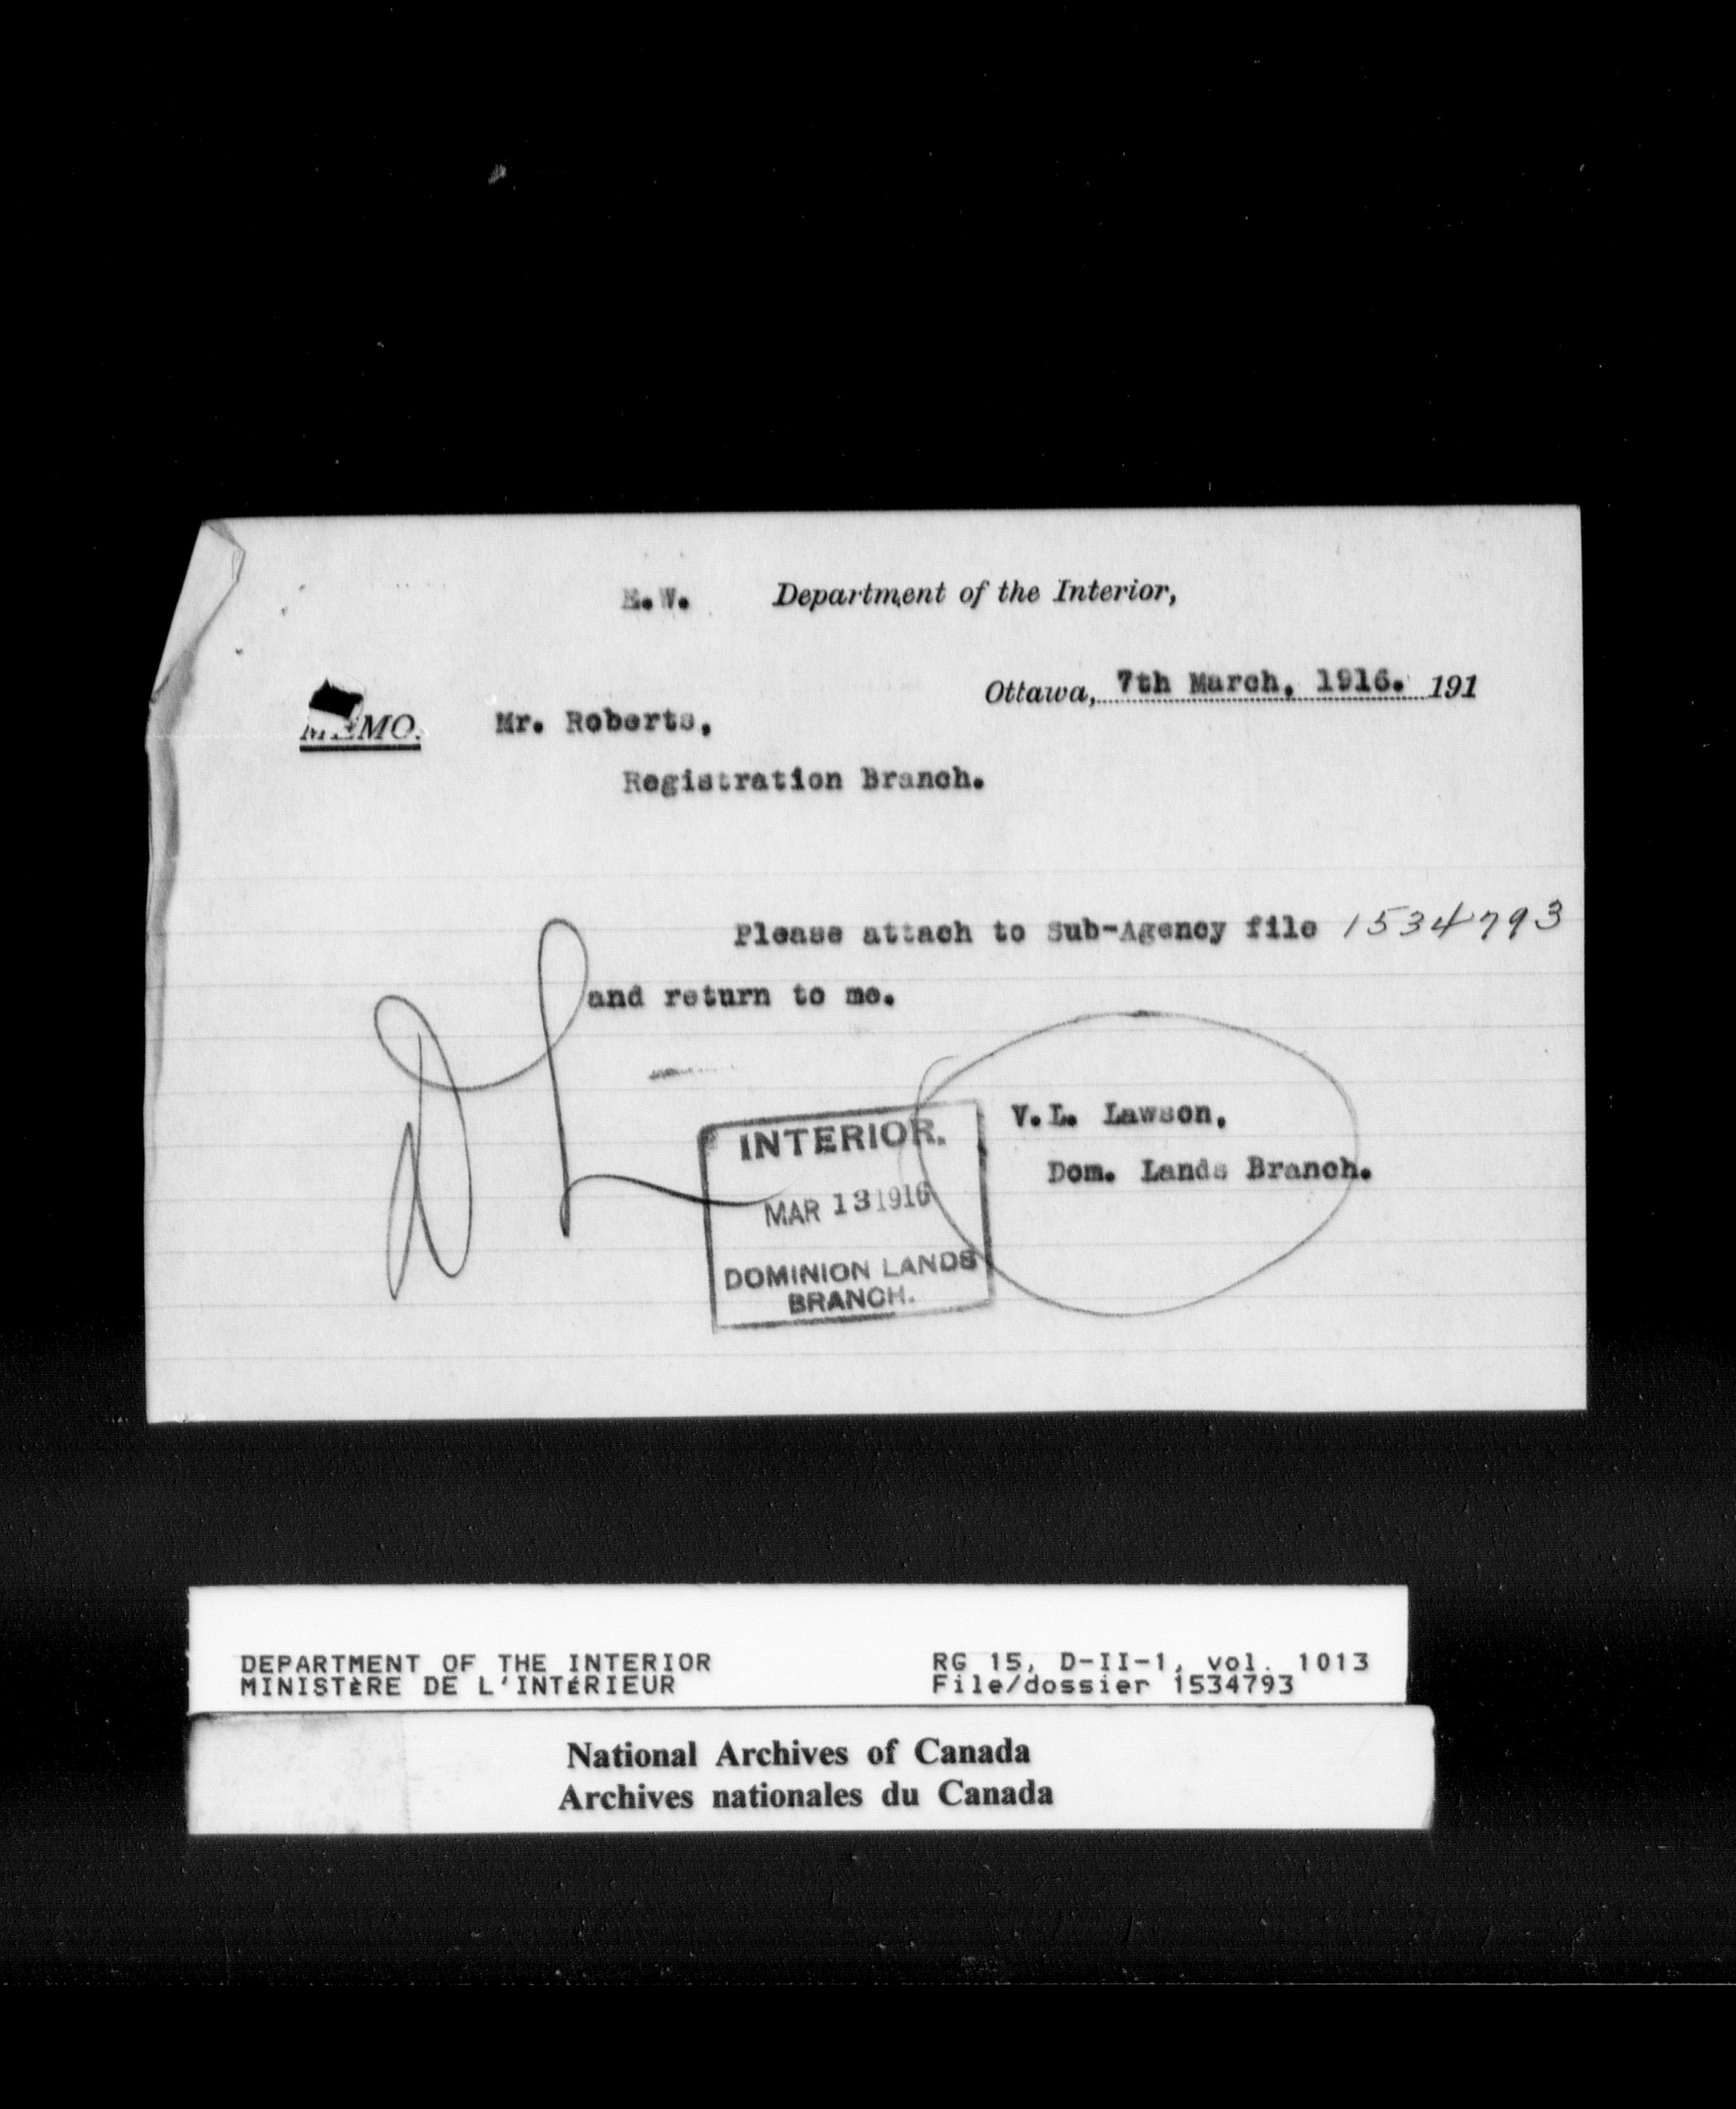 E.W. Department of the Interior,
Ottawa, 7th March, 1916. 191
MEMO. Mr. Roberts,
Registration Branch.
Please attach to Sub-Agency file 1534793
and return to me.
DL
V.L. Lawson,
Dom. Lands Branch.
INTERIOR.
MAR 13 1916
DOMINION LANDS
BRANCH.
DEPARTMENT OF THE INTERIOR RG 15, D-II-1, vol. 1013
MINISTÈRE DE L'INTÉRIEUR File/dossier 1534793
National Archives of Canada
Archives nationales du Canada